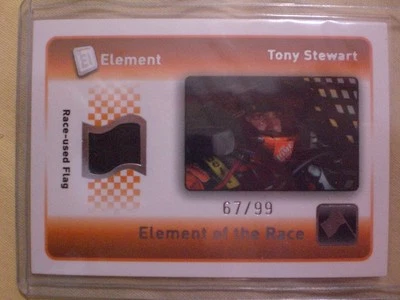 Element
Tony Stewart
Race-used Flag
67/99
Element of the Race